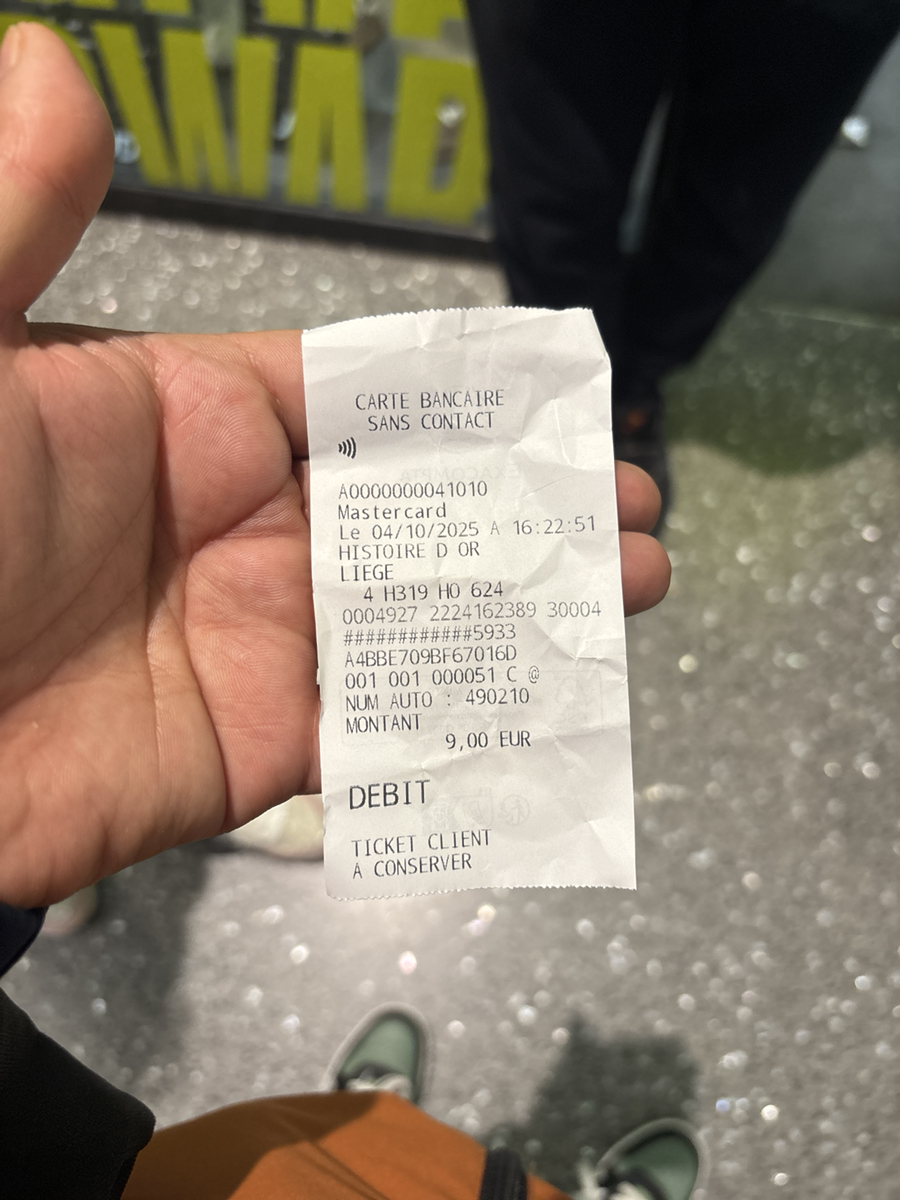 CARTE BANCAIRE
SANS CONTACT
A0000000041010
Mastercard
Le 04/10/2025 A 16:22:51
HISTOIRE D OR
LIEGE
4 H319 H0 624
0004927 2224162389 30004
############5933
A4BBE709BF67016D
001 001 000051 C @
NUM AUTO : 490210
MONTANT
9,00 EUR
DEBIT
TICKET CLIENT
A CONSERVER